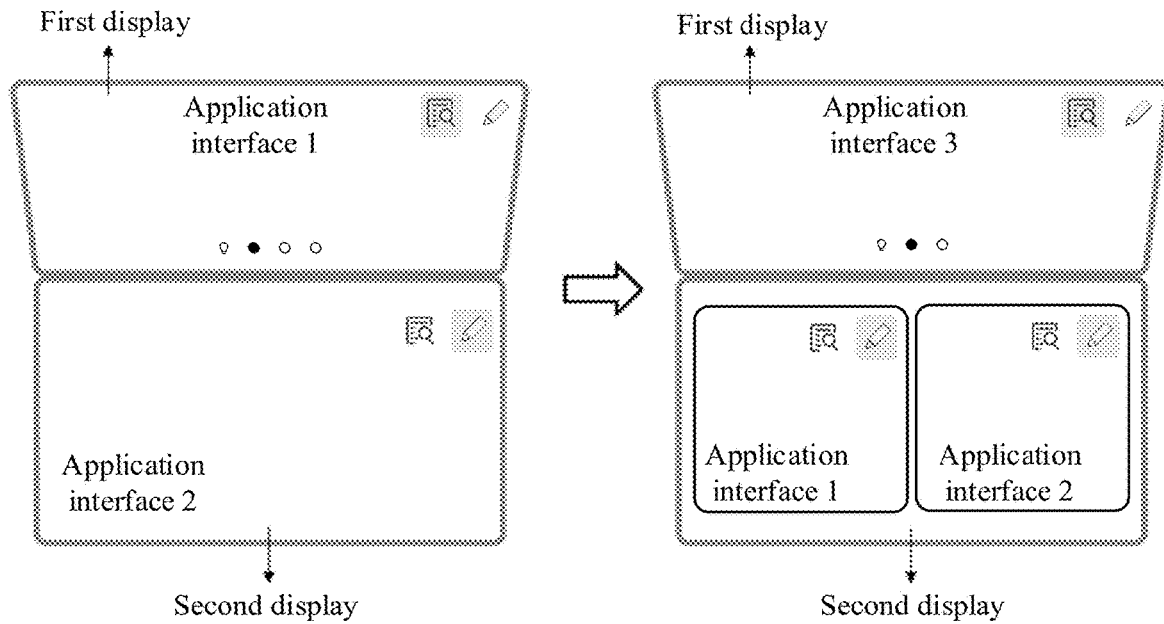 First display
Application
interface 1
Application
interface 2
Second display
First display
Application
interface 3
Application
interface 1
Application
interface 2
Second display